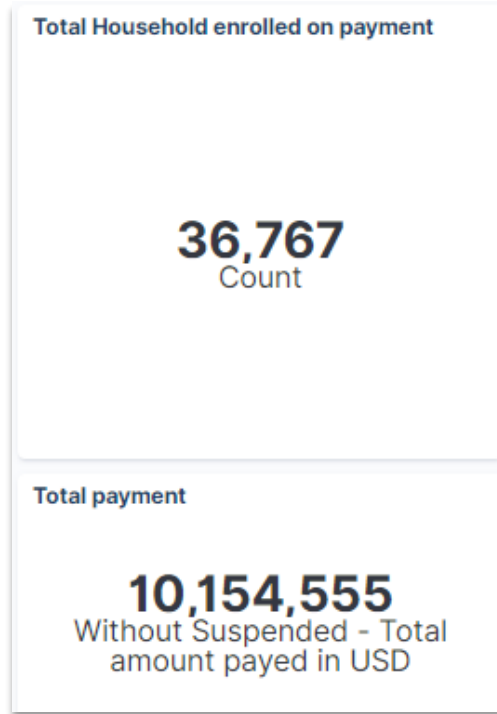 Total Household enrolled on payment
36,767
Count
Total payment
10,154,555
Without Suspended - Total
amount payed in USD